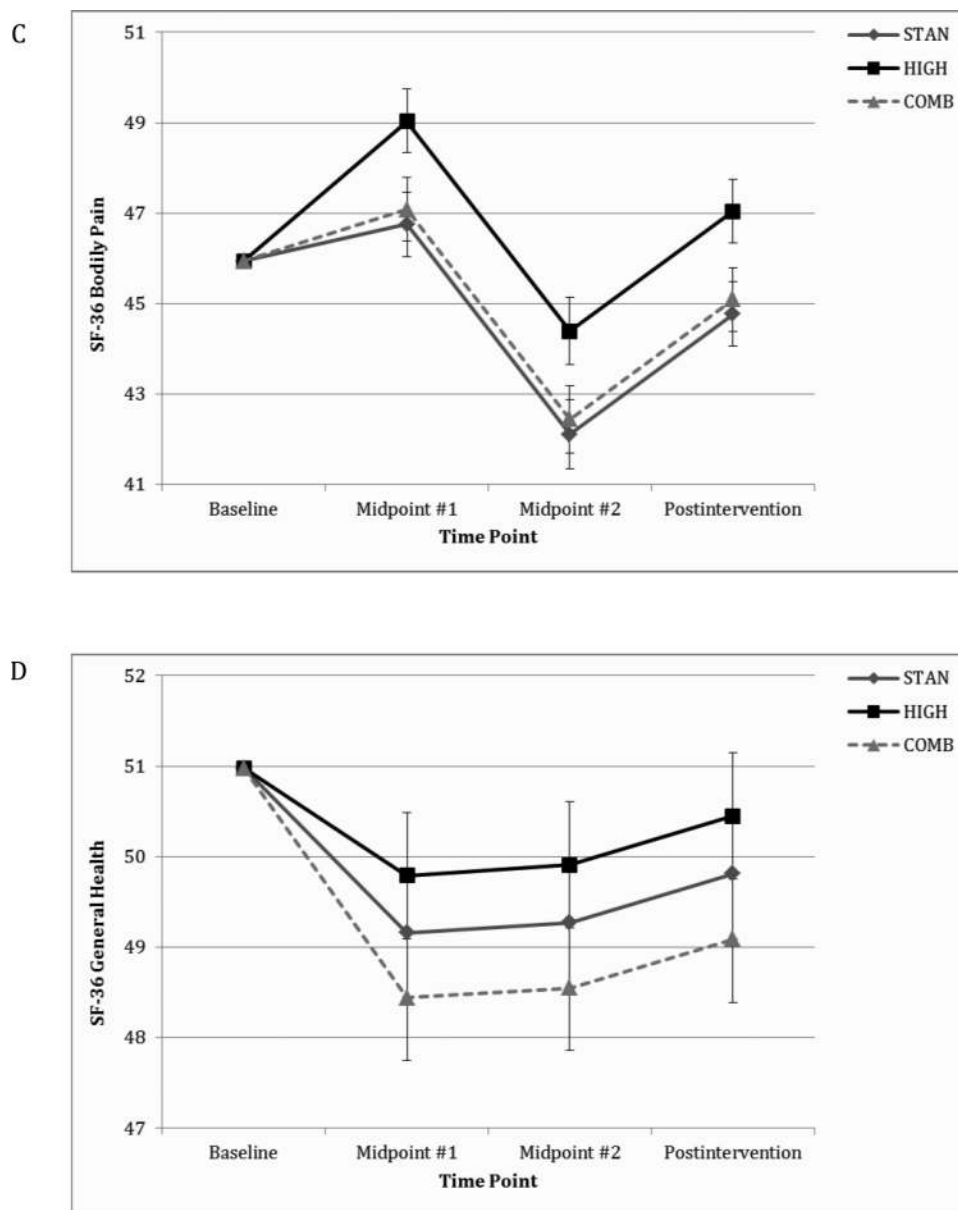 C
51
49
47
45
43
41
SF-36 Bodily Pain
Baseline
Midpoint #1
Midpoint #2
Postintervention
Time Point
STAN
HIGH
COMB
D
52
51
50
49
48
47
SF-36 General Health
Baseline
Midpoint #1
Midpoint #2
Postintervention
Time Point
STAN
HIGH
COMB